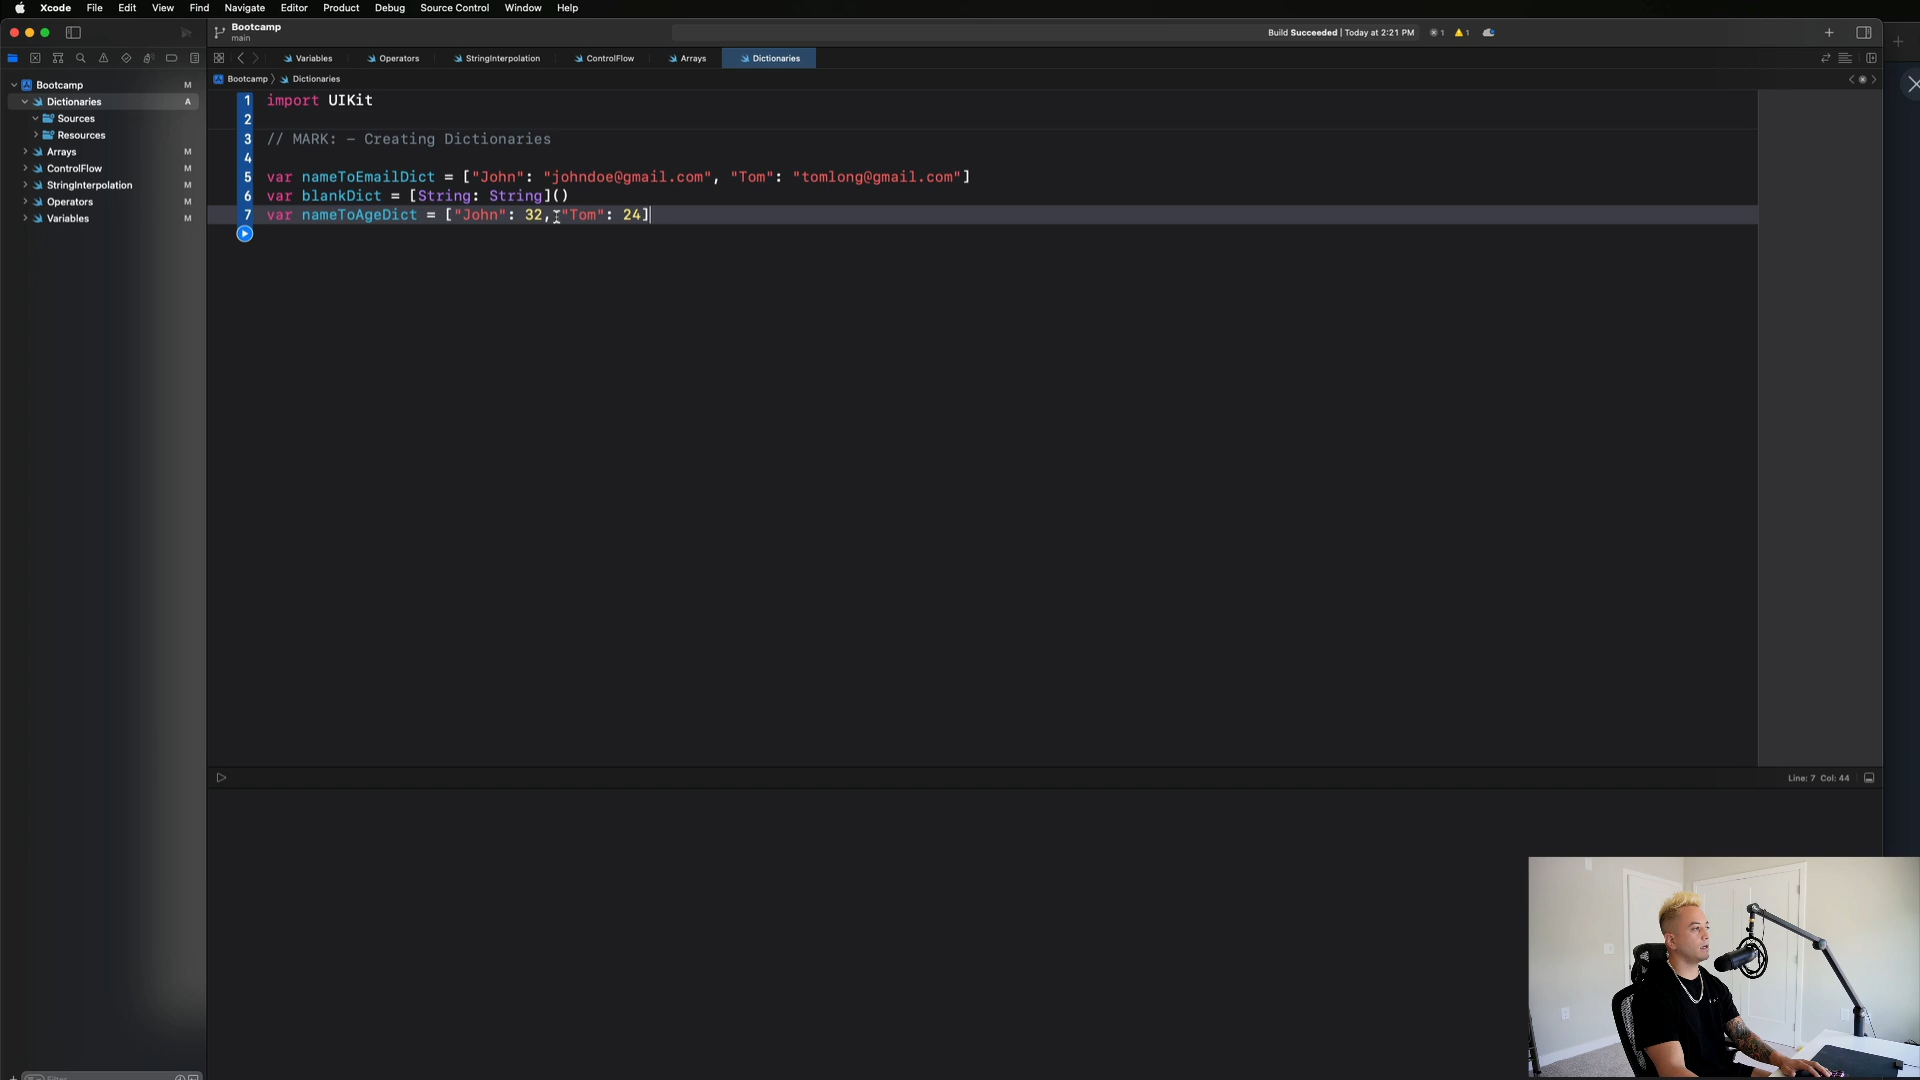 Xcode File Edit View Find Navigate Editor Product Debug Source Control Window Help
Bootcamp
main
Build Succeeded | Today at 2:21 PM 1 1
Variables Operators StringInterpolation ControlFlow Arrays Dictionaries
Bootcamp Dictionaries
Bootcamp M
Dictionaries A
Sources
Resources
Arrays M
ControlFlow M
StringInterpolation M
Operators M
Variables M
1 import UIKit
2
3 // MARK: - Creating Dictionaries
4
5 var nameToEmailDict = ["John": "johndoe@gmail.com", "Tom": "tomlong@gmail.com"]
6 var blankDict = [String: String]()
7 var nameToAgeDict = ["John": 32, "Tom": 24]
Line: 7 Col: 44
Filter